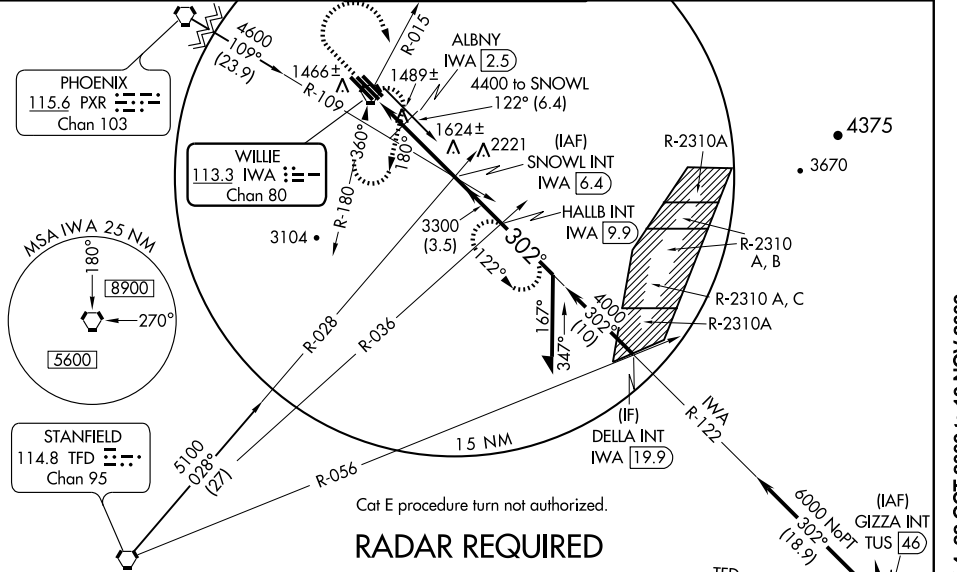 4600
109°
(23.9)
R-109
R-015
ALBNY
IWA 2.5
1466±
1489±
4400 to SNOWL
122° (6.4)
PHOENIX
115.6 PXR
Chan 103
WILLIE
113.3 IWA
Chan 80
360°
180°
R-180
A
1624±
2221
(IAF)
SNOWL INT
IWA 6.4
HALLB INT
IWA 9.9
3300
(3.5)
302°
122°
3104
R-2310A
4375
3670
R-2310
A, B
R-2310 A, C
R-2310A
MSA IWA 25 NM
180°
8900
270°
5600
R-028
R-036
167°
347°
4000
302°
(10)
(IF)
DELLA INT
IWA 19.9
IWA
R-122
STANFIELD
114.8 TFD
Chan 95
5100
028°
(27)
R-056
15 NM
Cat E procedure turn not authorized.
RADAR REQUIRED
6000 NoPT
302°
(18.9)
(IAF)
GIZZA INT
TUS 46